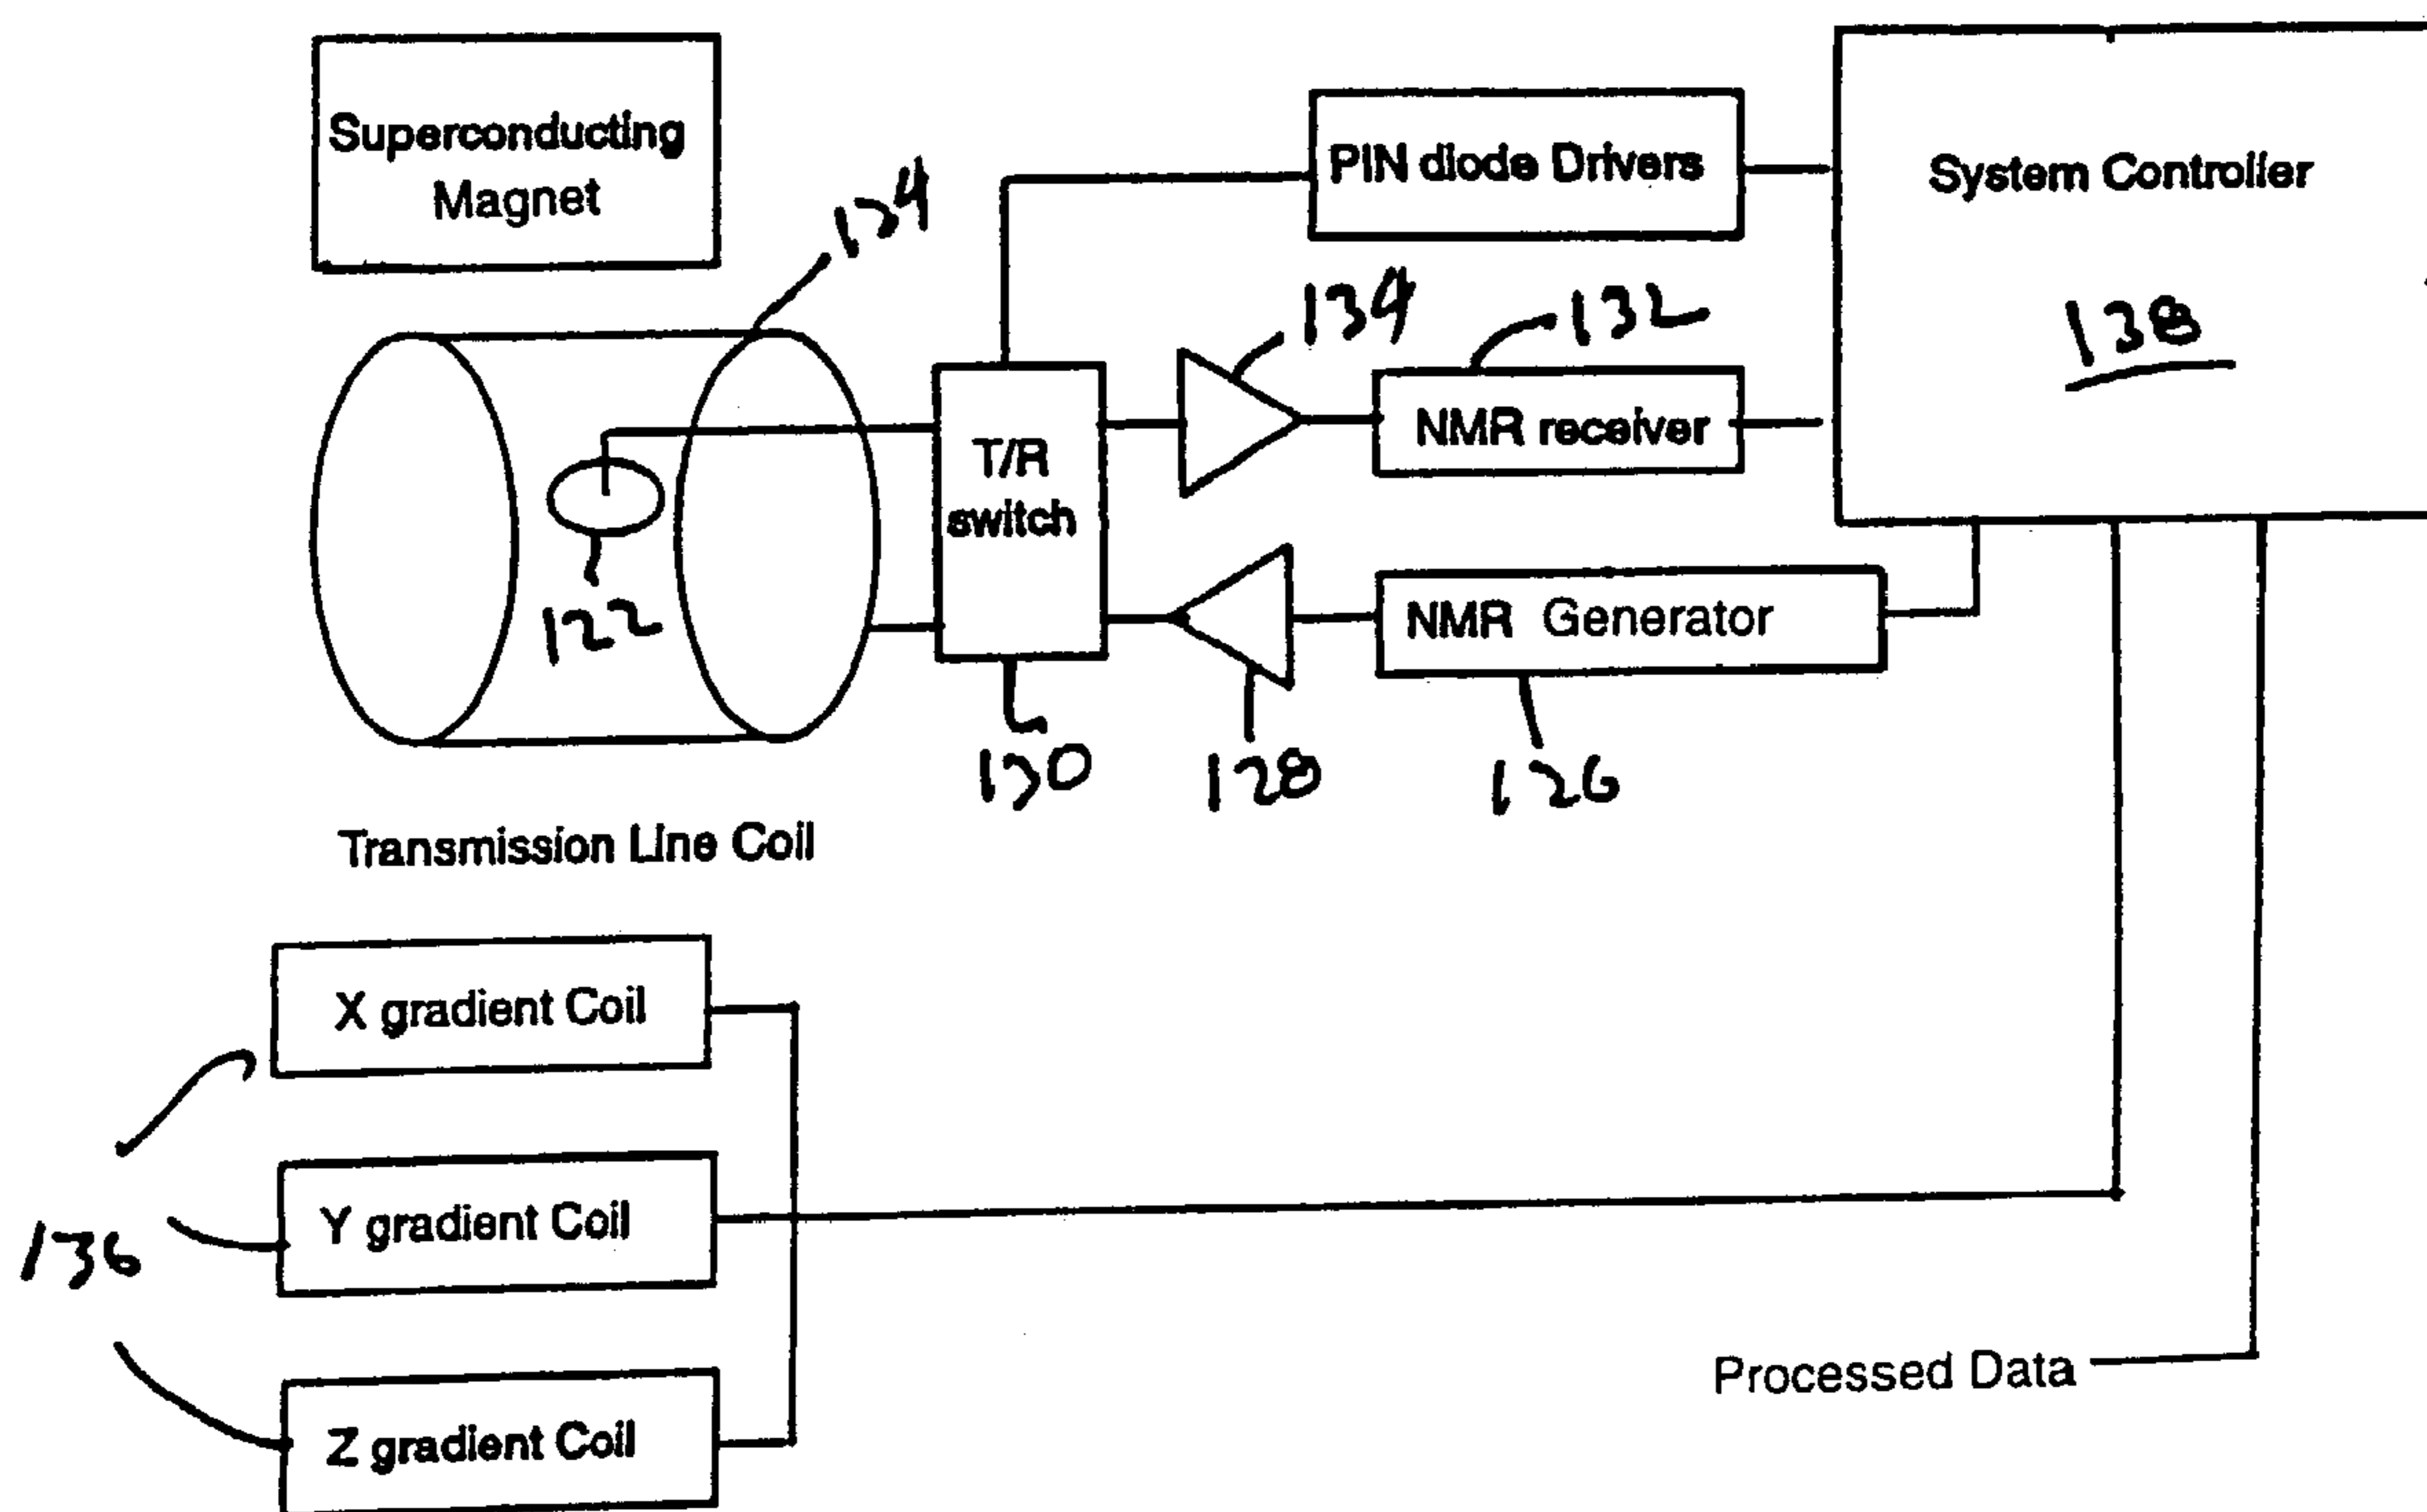 Superconducting
Magnet
134
PIN diode Drivers
System Controller
138
134
132
T/R
switch
NMR receiver
122
NMR Generator
130
128
126
Transmission Line Coil
X gradient Coil
Y gradient Coil
136
Z gradient Coil
Processed Data